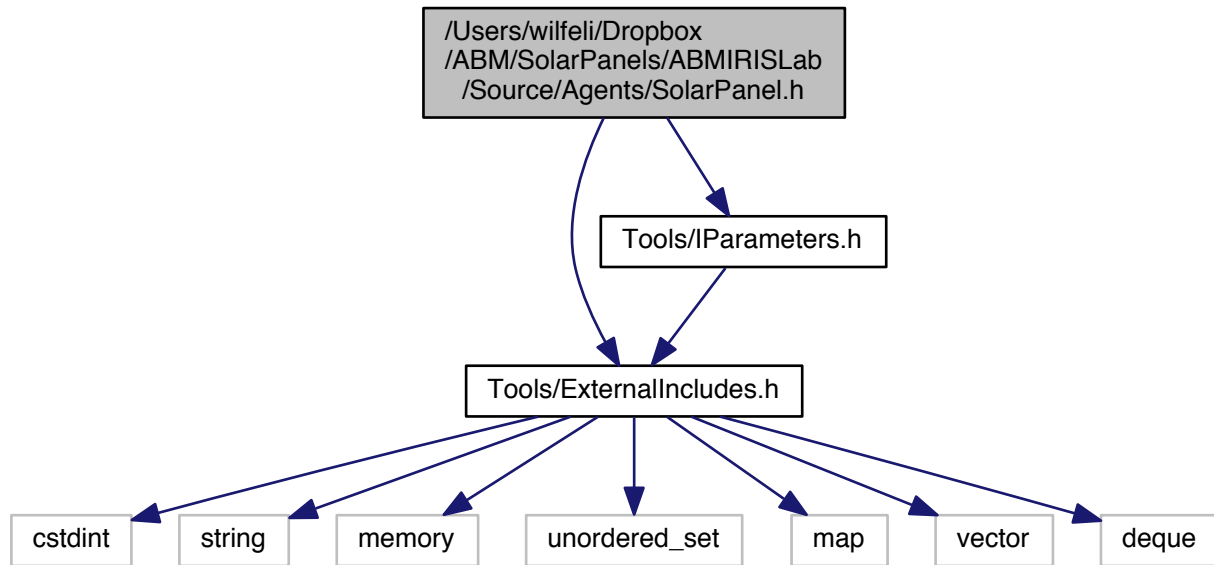 /Users/wilfeli/Dropbox
/ABM/SolarPanels/ABMIRISLab
/Source/Agents/SolarPanel.h
Tools/IParameters.h
Tools/ExternalIncludes.h
cstdint
string
memory
unordered_set
map
vector
deque